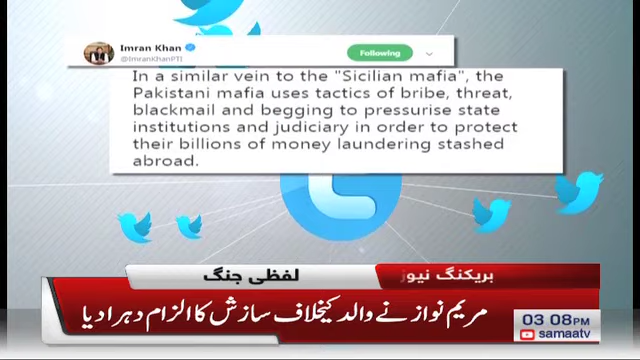 Imran Khan
@ImrankhanPTI
Following
In a similar vein to the "Sicilian mafia", the
Pakistani mafia uses tactics of bribe, threat,
blackmail and begging to pressurise state
institutions and judiciary in order to protect
their billions of money laundering stashed
abroad.
بریکنگ نیوز
لفظی جنگ
مریم نواز نے والد کیخلاف سازش کا الزام دہرا دیا
03:08PM
samaatv